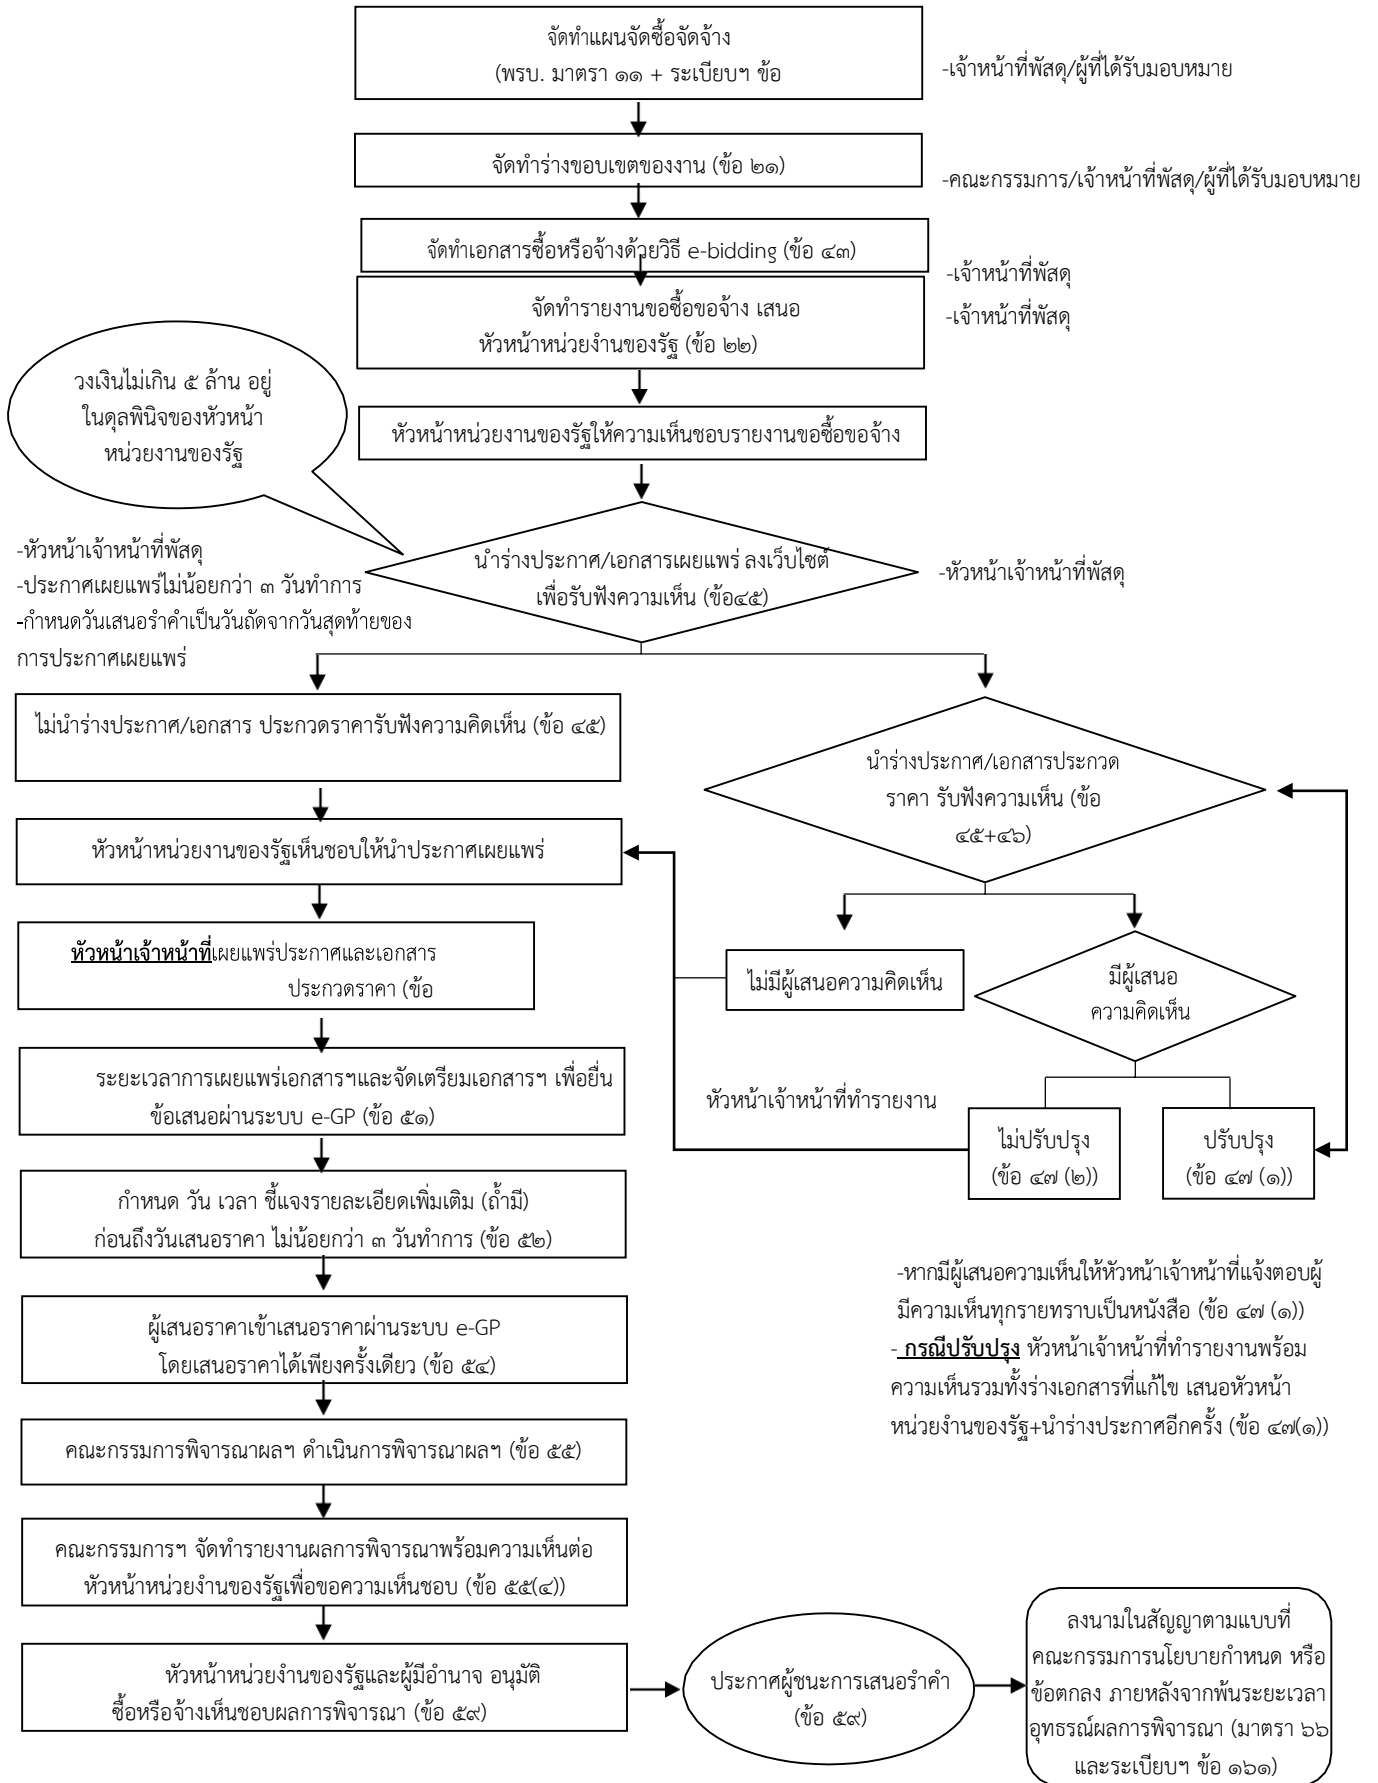 จัดทำแผนจัดซื้อจัดจ้าง
(พรบ. มาตรา ๑๑ + ระเบียบฯ ข้อ
-เจ้าหน้าที่พัสดุ/ผู้ที่ได้รับมอบหมาย
จัดทำร่างขอบเขตของงาน (ข้อ ๒๑)
-คณะกรรมการ/เจ้าหน้าที่พัสดุ/ผู้ที่ได้รับมอบหมาย
จัดทำเอกสารซื้อหรือจ้างด้วยวิธี e-bidding (ข้อ ๔๓)
-เจ้าหน้าที่พัสดุ
จัดทำรายงานขอซื้อขอจ้าง เสนอ
หัวหน้าหน่วยงำนของรัฐ (ข้อ ๒๒)
-เจ้าหน้าที่พัสดุ
วงเงินไม่เกิน ๕ ล้าน อยู่
ในดุลพินิจของหัวหน้า
หน่วยงานของรัฐ
หัวหน้าหน่วยงานของรัฐให้ความเห็นชอบรายงานขอซื้อขอจ้าง
นำร่างประกาศ/เอกสารเผยแพร่ ลงเว็บไซต์
เพื่อรับฟังความเห็น (ข้อ๔๕)
-หัวหน้าเจ้าหน้าที่พัสดุ
-หัวหน้าเจ้าหน้าที่พัสดุ
-ประกาศเผยแพร่ไม่น้อยกว่า ๓ วันทำการ
-กำหนดวันเสนอรำคำเป็นวันถัดจากวันสุดท้ายของ
การประกาศเผยแพร่
ไม่นำร่างประกาศ/เอกสาร ประกวดราคารับฟังความคิดเห็น (ข้อ ๔๕)
นำร่างประกาศ/เอกสารประกวด
ราคา รับฟังความเห็น (ข้อ
๔๕+๔๖)
หัวหน้าหน่วยงานของรัฐเห็นชอบให้นำประกาศเผยแพร่
หัวหน้าเจ้าหน้าที่เผยแพร่ประกาศและเอกสาร
ประกวดราคา (ข้อ
ไม่มีผู้เสนอความคิดเห็น
มีผู้เสนอ
ความคิดเห็น
ระยะเวลาการเผยแพร่เอกสารฯและจัดเตรียมเอกสารฯ เพื่อยื่น
ข้อเสนอผ่านระบบ e-GP (ข้อ ๕๑)
หัวหน้าเจ้าหน้าที่ทำรายงาน
ไม่ปรับปรุง
(ข้อ ๔๗ (๒))
ปรับปรุง
(ข้อ ๔๗ (๑))
กำหนด วัน เวลา ชี้แจงรายละเอียดเพิ่มเติม (ถ้ำมี)
ก่อนถึงวันเสนอราคา ไม่น้อยกว่า ๓ วันทำการ (ข้อ ๕๒)
-หากมีผู้เสนอความเห็นให้หัวหน้าเจ้าหน้าที่แจ้งตอบผู้
มีความเห็นทุกรายทราบเป็นหนังสือ (ข้อ ๔๗ (๑))
- กรณีปรับปรุง หัวหน้าเจ้าหน้าที่ทำรายงานพร้อม
ความเห็นรวมทั้งร่างเอกสารที่แก้ไข เสนอหัวหน้า
หน่วยงำนของรัฐ+นำร่างประกาศอีกครั้ง (ข้อ ๔๗(๑))
ผู้เสนอราคาเข้าเสนอราคาผ่านระบบ e-GP
โดยเสนอราคาได้เพียงครั้งเดียว (ข้อ ๕๔)
คณะกรรมการพิจารณาผลฯ ดำเนินการพิจารณาผลฯ (ข้อ ๕๕)
คณะกรรมการฯ จัดทำรายงานผลการพิจารณาพร้อมความเห็นต่อ
หัวหน้าหน่วยงำนของรัฐเพื่อขอความเห็นชอบ (ข้อ ๕๕(๔))
หัวหน้าหน่วยงำนของรัฐและผู้มีอำนาจ อนุมัติ
ซื้อหรือจ้างเห็นชอบผลการพิจารณา (ข้อ ๕๙)
ประกาศผู้ชนะการเสนอรำคำ
(ข้อ ๕๙)
ลงนามในสัญญาตามแบบที่
คณะกรรมการนโยบายกำหนด หรือ
ข้อตกลง ภายหลังจากพ้นระยะเวลา
อุทธรณ์ผลการพิจารณา (มาตรา ๖๖
และระเบียบฯ ข้อ ๑๖๑)